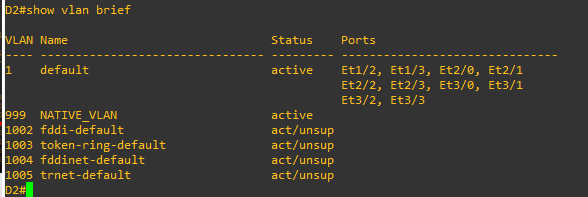 D2#show vlan brief
VLAN Name                             Status    Ports
---- -------------------------------- --------- -------------------------------
1    default                          active    Et1/2, Et1/3, Et2/0, Et2/1
                                                Et2/2, Et2/3, Et3/0, Et3/1
                                                Et3/2, Et3/3
999  NATIVE_VLAN                      active
1002 fddi-default                     act/unsup
1003 token-ring-default               act/unsup
1004 fddinet-default                  act/unsup
1005 trnet-default                    act/unsup
D2#